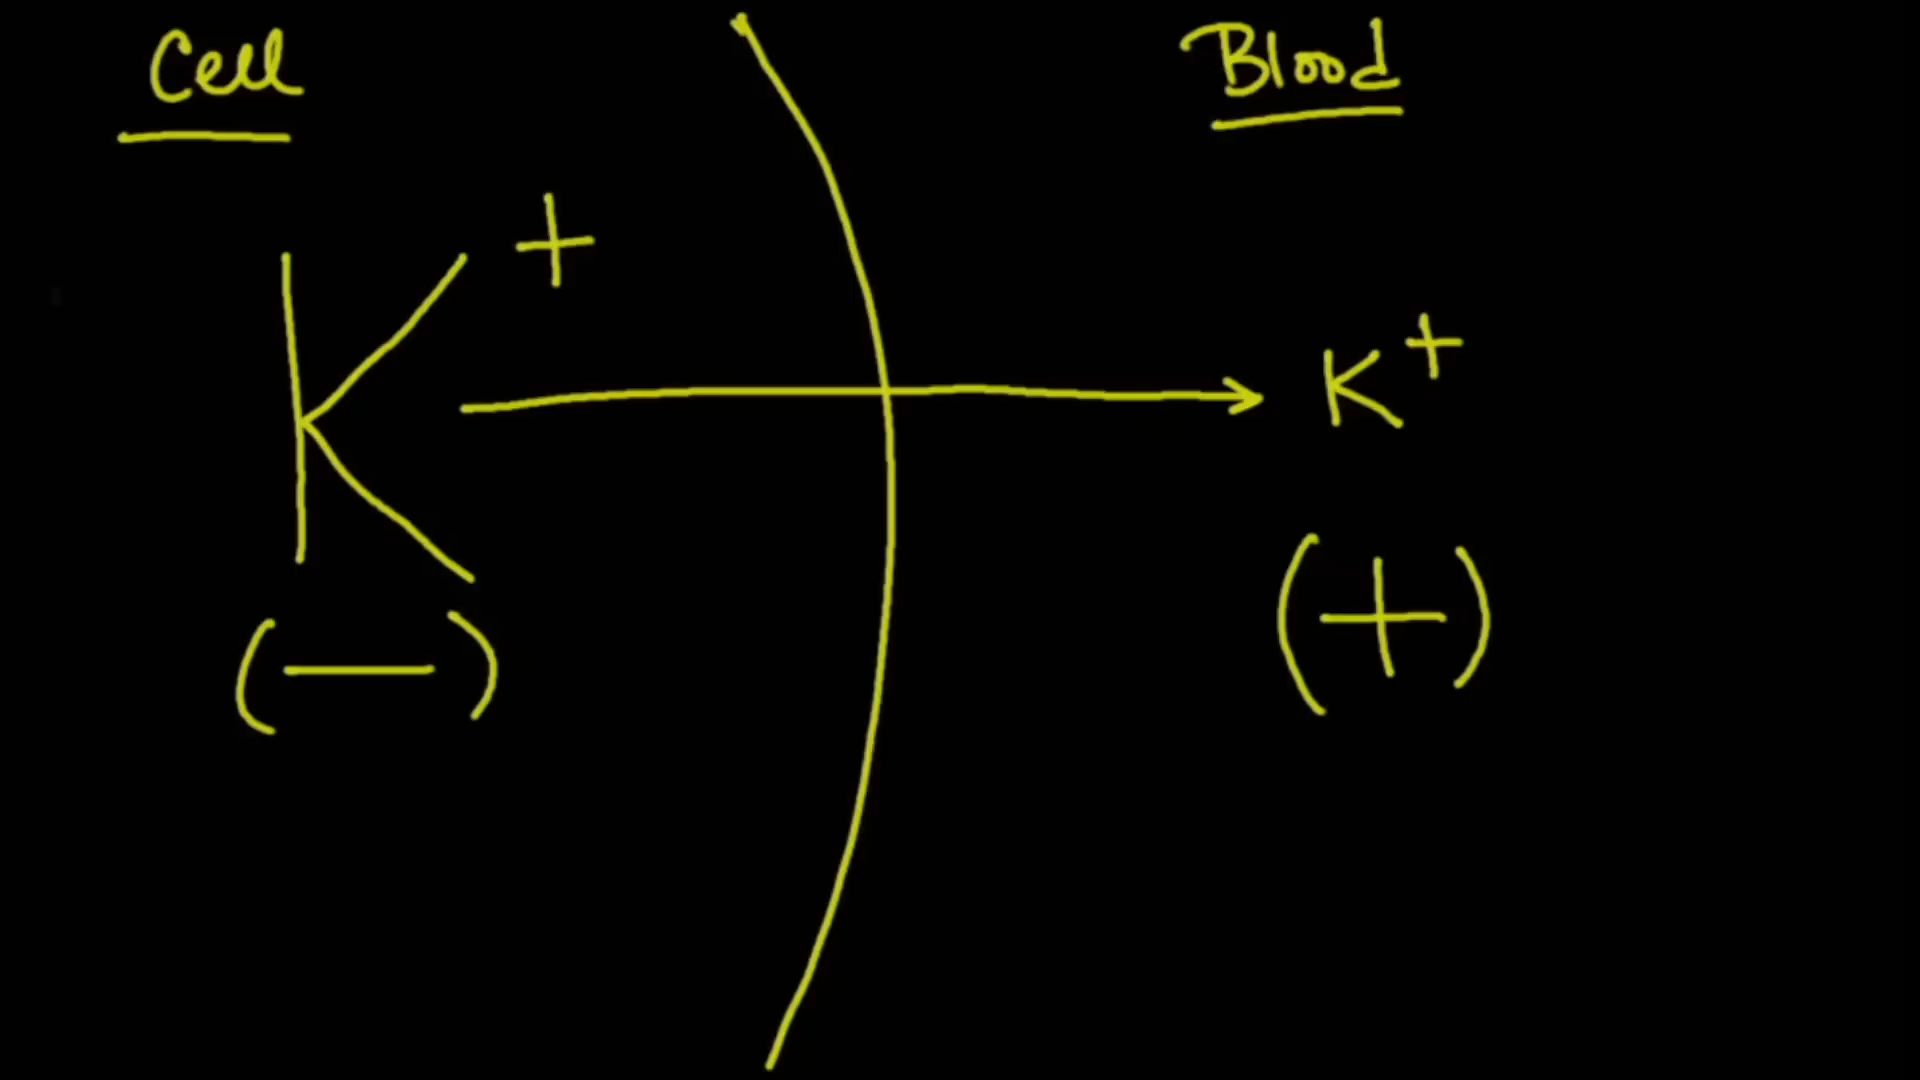 Cell
Blood
K+
K+
(—)
(+)